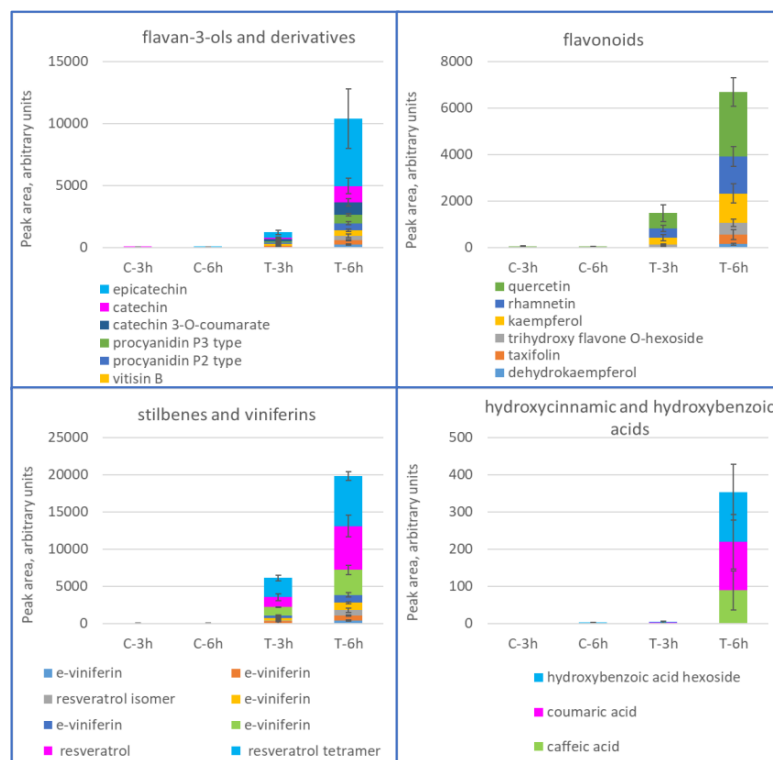 flavan-3-ols and derivatives
Peak area, arbitrary units
15000
10000
5000
0
C-3h C-6h T-3h T-6h
epicatechin
catechin
catechin 3-O-coumarate
procyanidin P3 type
procyanidin P2 type
vitisin B
flavonoids
Peak area, arbitrary units
8000
6000
4000
2000
0
C-3h C-6h T-3h T-6h
quercetin
rhamnetin
kaempferol
trihydroxy flavone O-hexoside
taxifolin
dehydrokaempferol
stilbenes and viniferins
Peak area, arbitrary units
25000
20000
15000
10000
5000
0
C-3h C-6h T-3h T-6h
e-viniferin e-viniferin
resveratrol isomer e-viniferin
e-viniferin e-viniferin
resveratrol resveratrol tetramer
hydroxycinnamic and hydroxybenzoic
acids
Peak area, arbitrary units
500
400
300
200
100
0
C-3h C-6h T-3h T-6h
hydroxybenzoic acid hexoside
coumaric acid
caffeic acid